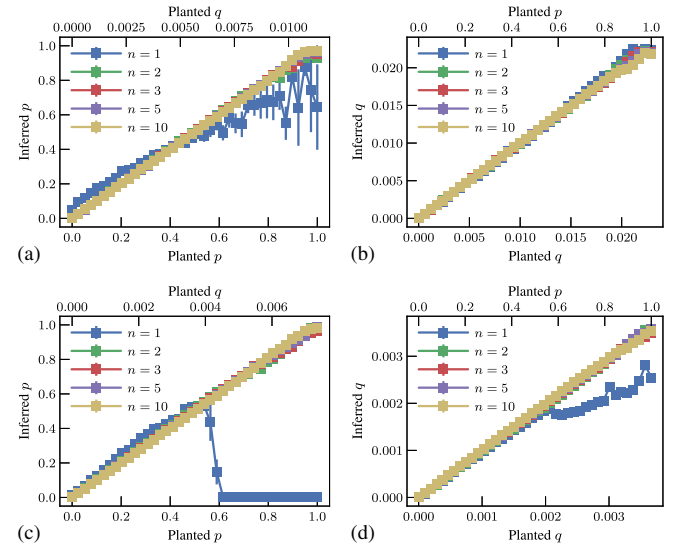 Planted q
0.0000 0.0025 0.0050 0.0075 0.0100
1.0
0.8
0.6
0.4
0.2
0.0
Inferred p
n = 1
n = 2
n = 3
n = 5
n = 10
0.0 0.2 0.4 0.6 0.8 1.0
Planted p
(a)
Planted p
0.0 0.2 0.4 0.6 0.8 1.0
0.020
0.015
0.010
0.005
0.000
Inferred q
n = 1
n = 2
n = 3
n = 5
n = 10
0.000 0.005 0.010 0.015 0.020
Planted q
(b)
Planted q
0.000 0.002 0.004 0.006
1.0
0.8
0.6
0.4
0.2
0.0
Inferred p
n = 1
n = 2
n = 3
n = 5
n = 10
0.0 0.2 0.4 0.6 0.8 1.0
Planted p
(c)
Planted p
0.0 0.2 0.4 0.6 0.8 1.0
0.003
0.002
0.001
0.000
Inferred q
n = 1
n = 2
n = 3
n = 5
n = 10
0.000 0.001 0.002 0.003
Planted q
(d)